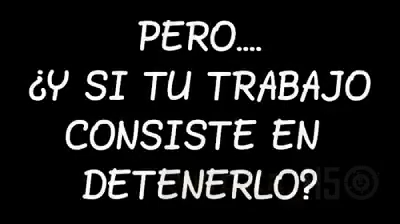 PERO....
¿Y SI TU TRABAJO
CONSISTE EN
DETENERLO?